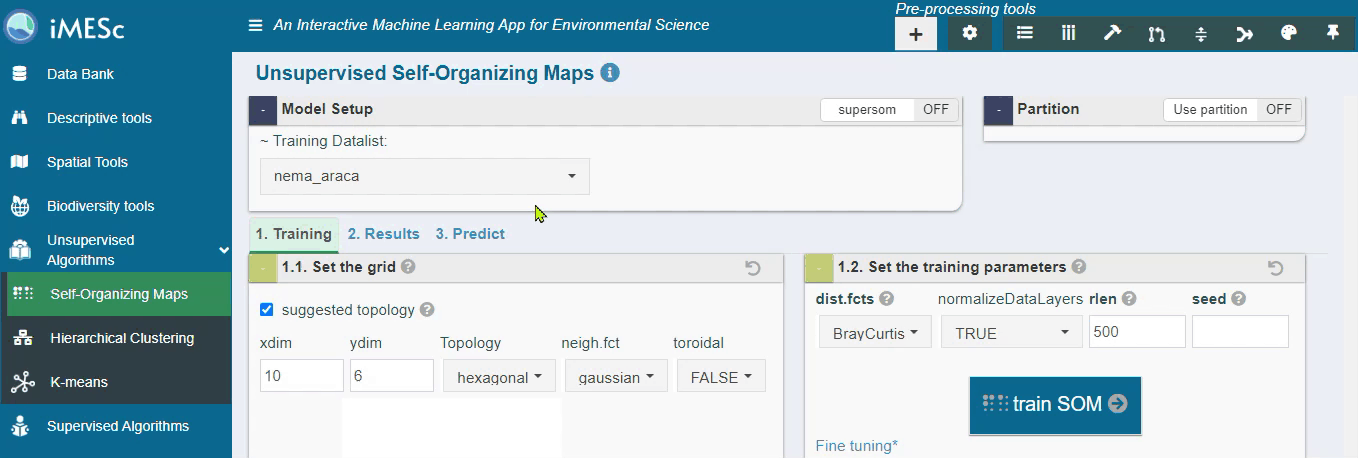 iMESc
An Interactive Machine Learning App for Environmental Science
Pre-processing tools
+
Data Bank
Descriptive tools
Spatial Tools
Biodiversity tools
Unsupervised
Algorithms
Self-Organizing Maps
Hierarchical Clustering
K-means
Supervised Algorithms
Unsupervised Self-Organizing Maps
- Model Setup supersom OFF
- Partition Use partition OFF
~ Training Datalist:
nema_araca
1. Training 2. Results 3. Predict
- 1.1. Set the grid ?
suggested topology ?
xdim ydim Topology neigh.fct toroidal
10 6 hexagonal gaussian FALSE
- 1.2. Set the training parameters ?
dist.fcts ? normalizeDataLayers rlen ? seed ?
BrayCurtis TRUE 500
train SOM
Fine tuning*